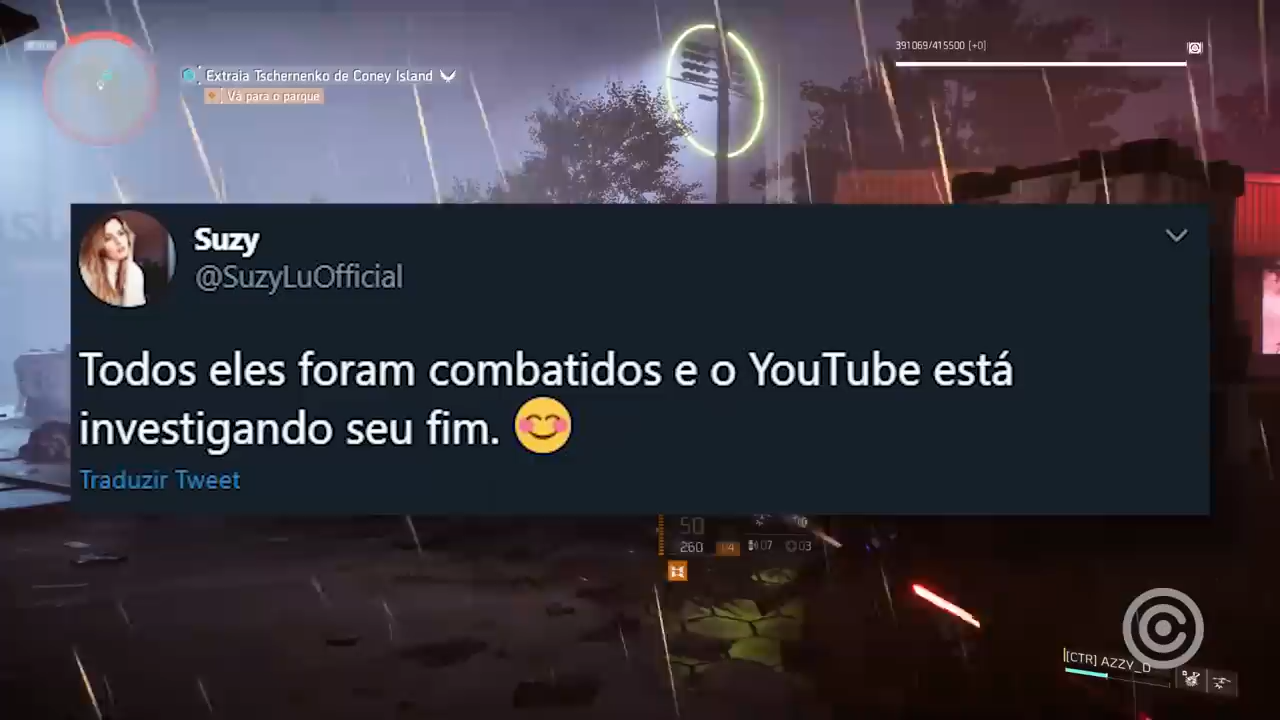 391069/415500 [+0]
Extraia Tschernenko de Coney Island
Vá para o parque
Suzy
@SuzyLuOfficial
Todos eles foram combatidos e o YouTube está
investigando seu fim. 😊
Traduzir Tweet
50
260
07
03
[CTR] AZZY_D